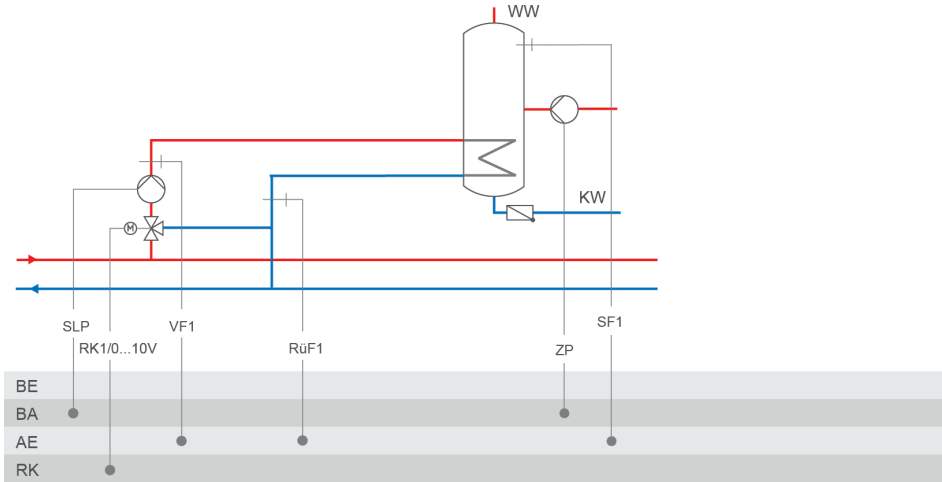 WW
M
KW
SLP
VF1
SF1
RK1/0...10V
RüF1
ZP
BE
BA
AE
RK